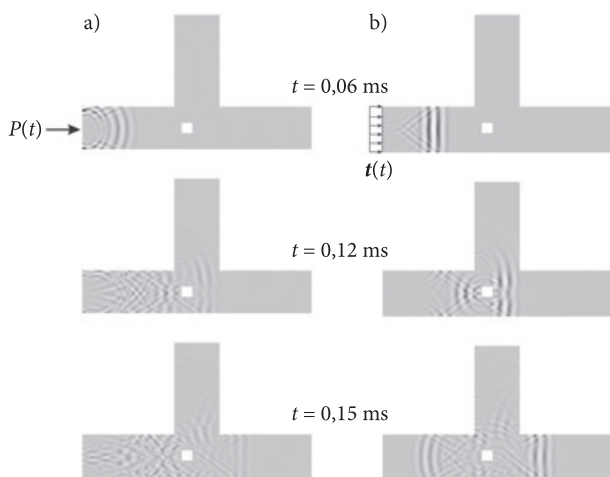 a)
b)
t = 0,06 ms
P(t)
t(t)
t = 0,12 ms
t = 0,15 ms